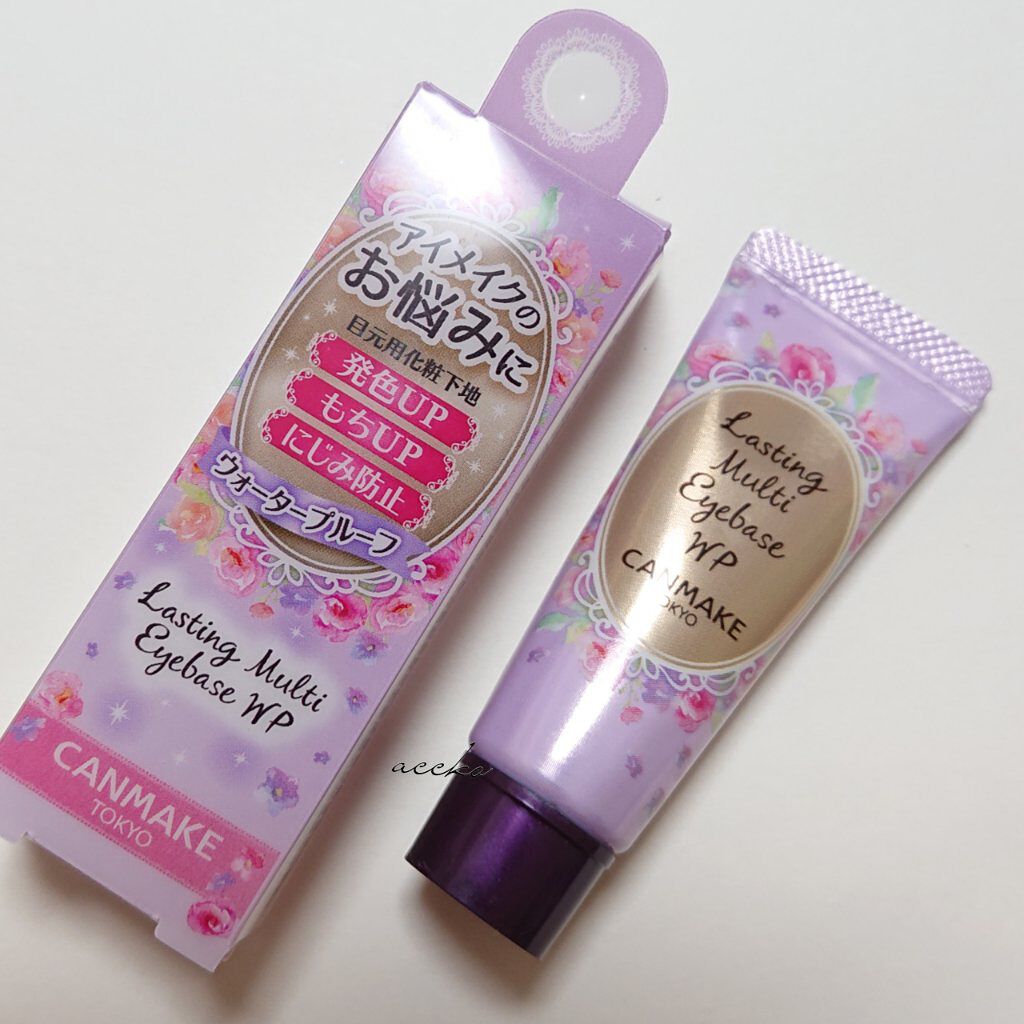 アイメイクの
お悩みに
目元用化粧下地
発色UP
もちUP
にじみ防止
ウォータープルーフ
Lasting Multi
Eyebase WP
CANMAKE
TOKYO
Lasting
Multi
Eyebase
WP
CANMAKE
TOKYO
accka